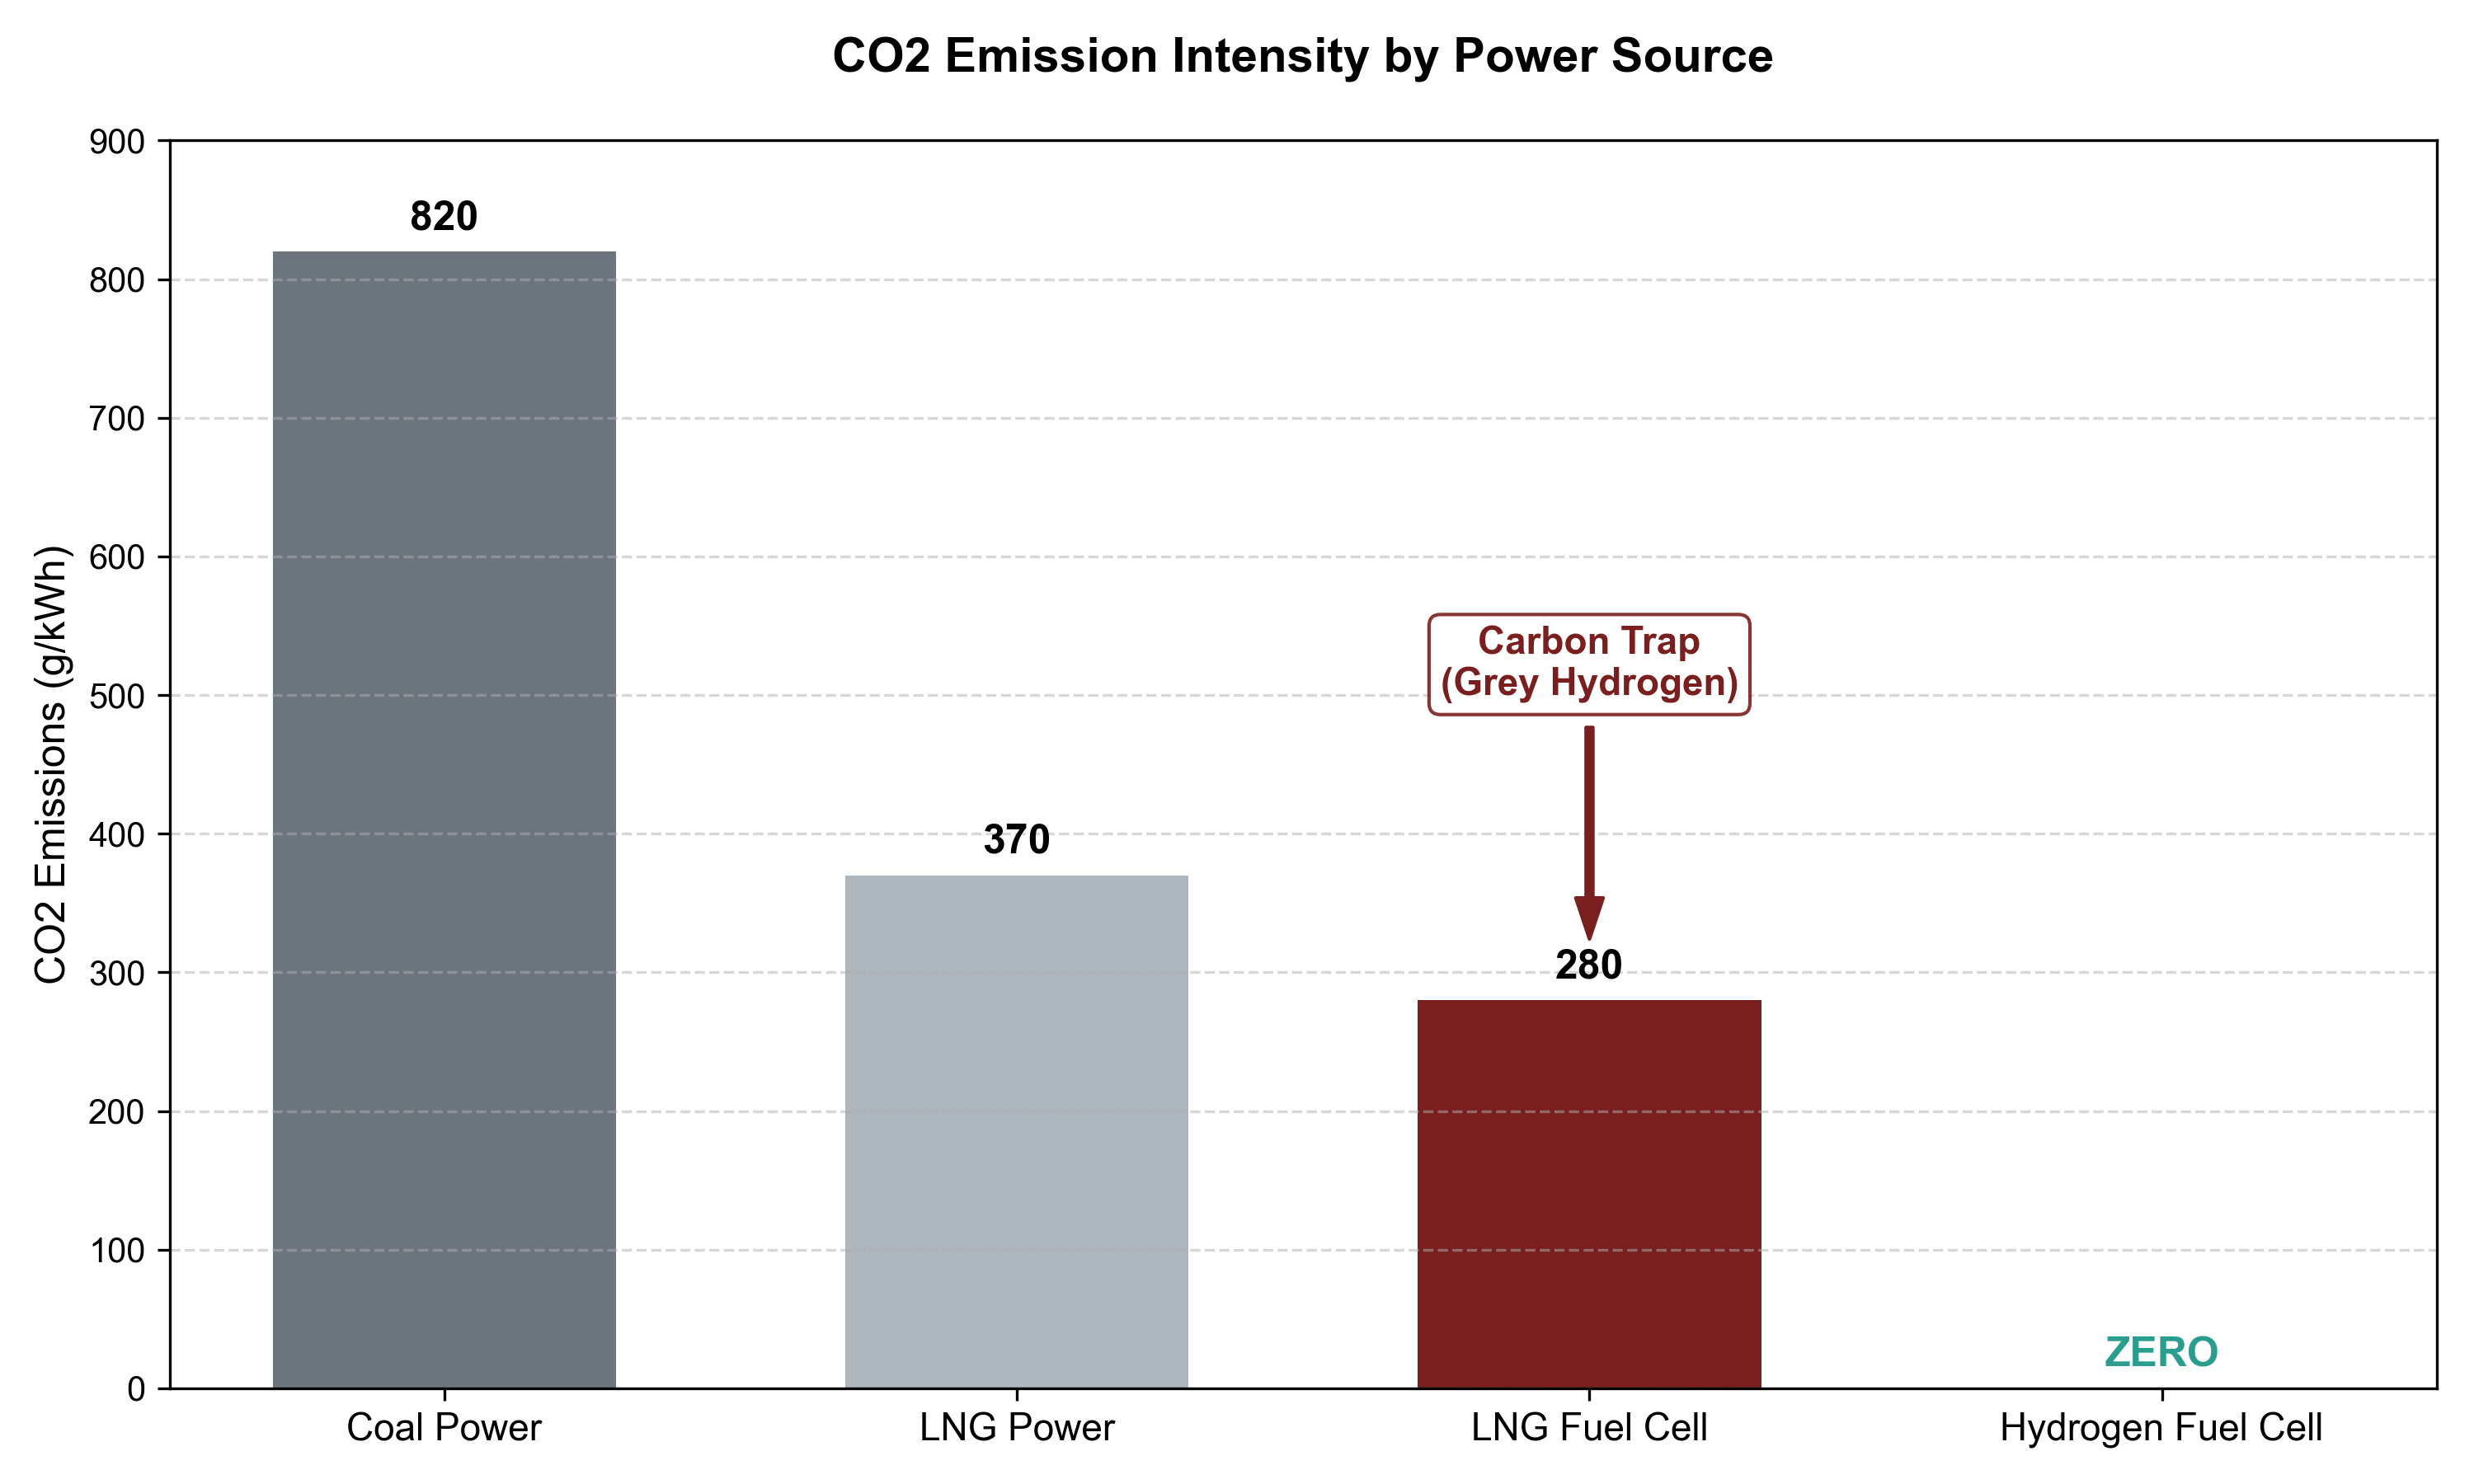 CO2 Emission Intensity by Power Source
CO2 Emissions (g/kWh)
900
800
700
600
500
400
300
200
100
0
820
370
Carbon Trap
(Grey Hydrogen)
280
ZERO
Coal Power
LNG Power
LNG Fuel Cell
Hydrogen Fuel Cell